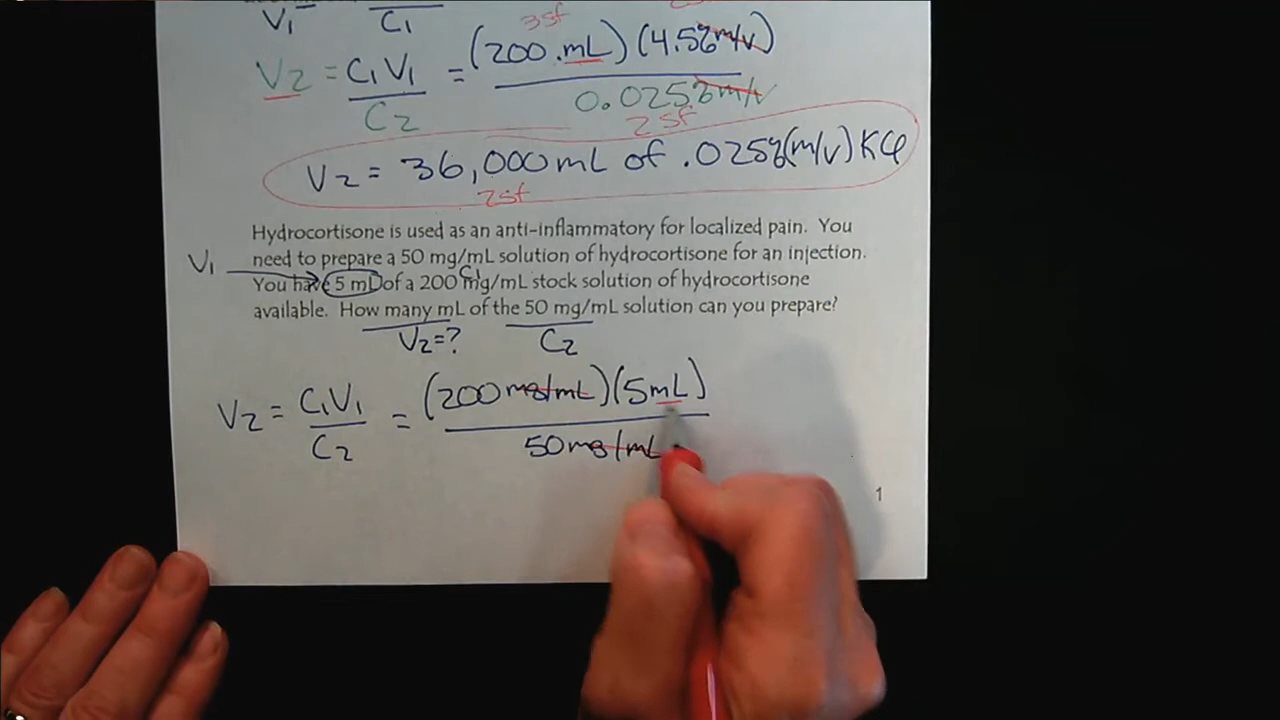 V₁ = C₁
3sf
V₂ = C₁V₁ / C₂ = (200. mL)(4.5% m/v) / 0.025% m/v
2sf
V₂ = 36,000 mL of .025% (m/v) KCl
2sf
Hydrocortisone is used as an anti-inflammatory for localized pain. You
need to prepare a 50 mg/mL solution of hydrocortisone for an injection.
V₁
C₁
You have 5 mL of a 200 mg/mL stock solution of hydrocortisone
available. How many mL of the 50 mg/mL solution can you prepare?
V₂=? C₂
V₂ = C₁V₁ / C₂ = (200 mg/mL)(5 mL) / 50 mg/mL
1